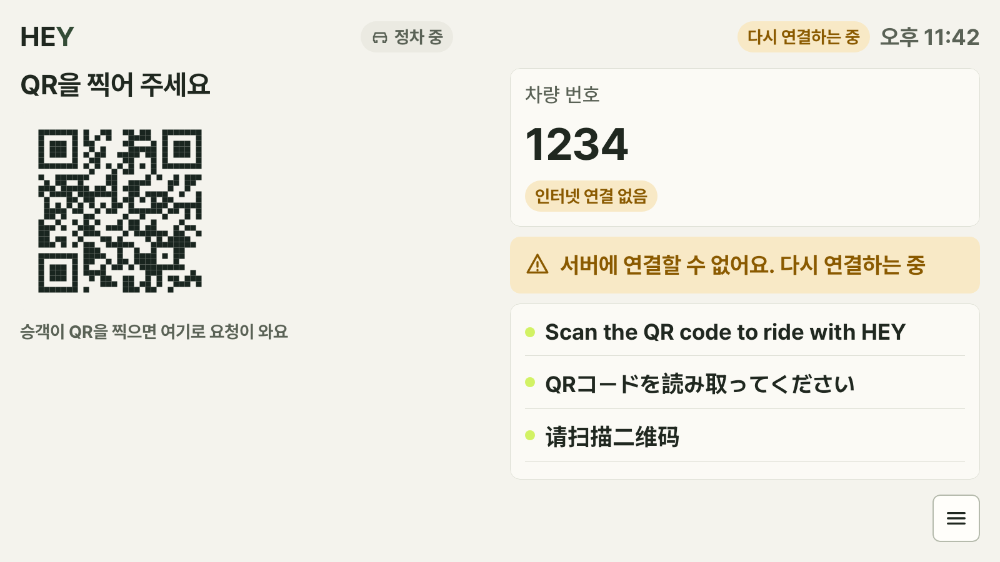 HEY
정차 중
다시 연결하는 중
오후 11:42
QR을 찍어 주세요
승객이 QR을 찍으면 여기로 요청이 와요
차량 번호
1234
인터넷 연결 없음
서버에 연결할 수 없어요. 다시 연결하는 중
Scan the QR code to ride with HEY
QRコードを読み取ってください
请扫描二维码